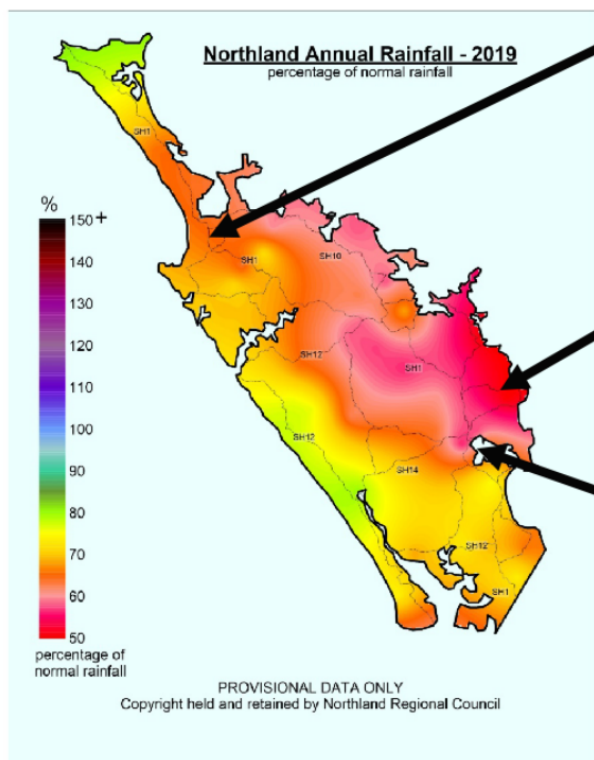 Northland Annual Rainfall - 2019
percentage of normal rainfall
SH1
SH10
SH1
SH12
SH1
SH12
SH14
SH12
SH1
%
150 +
140
130
120
110
100
90
80
70
60
50
percentage of
normal rainfall
PROVISIONAL DATA ONLY
Copyright held and retained by Northland Regional Council